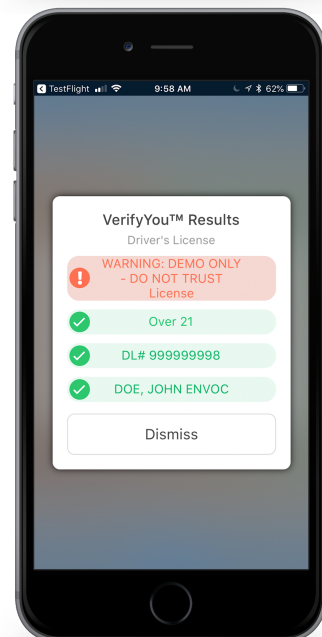 TestFlight 9:58 AM 62%
VerifyYou™ Results
Driver's License
WARNING: DEMO ONLY
- DO NOT TRUST
License
Over 21
DL# 999999998
DOE, JOHN ENVOC
Dismiss